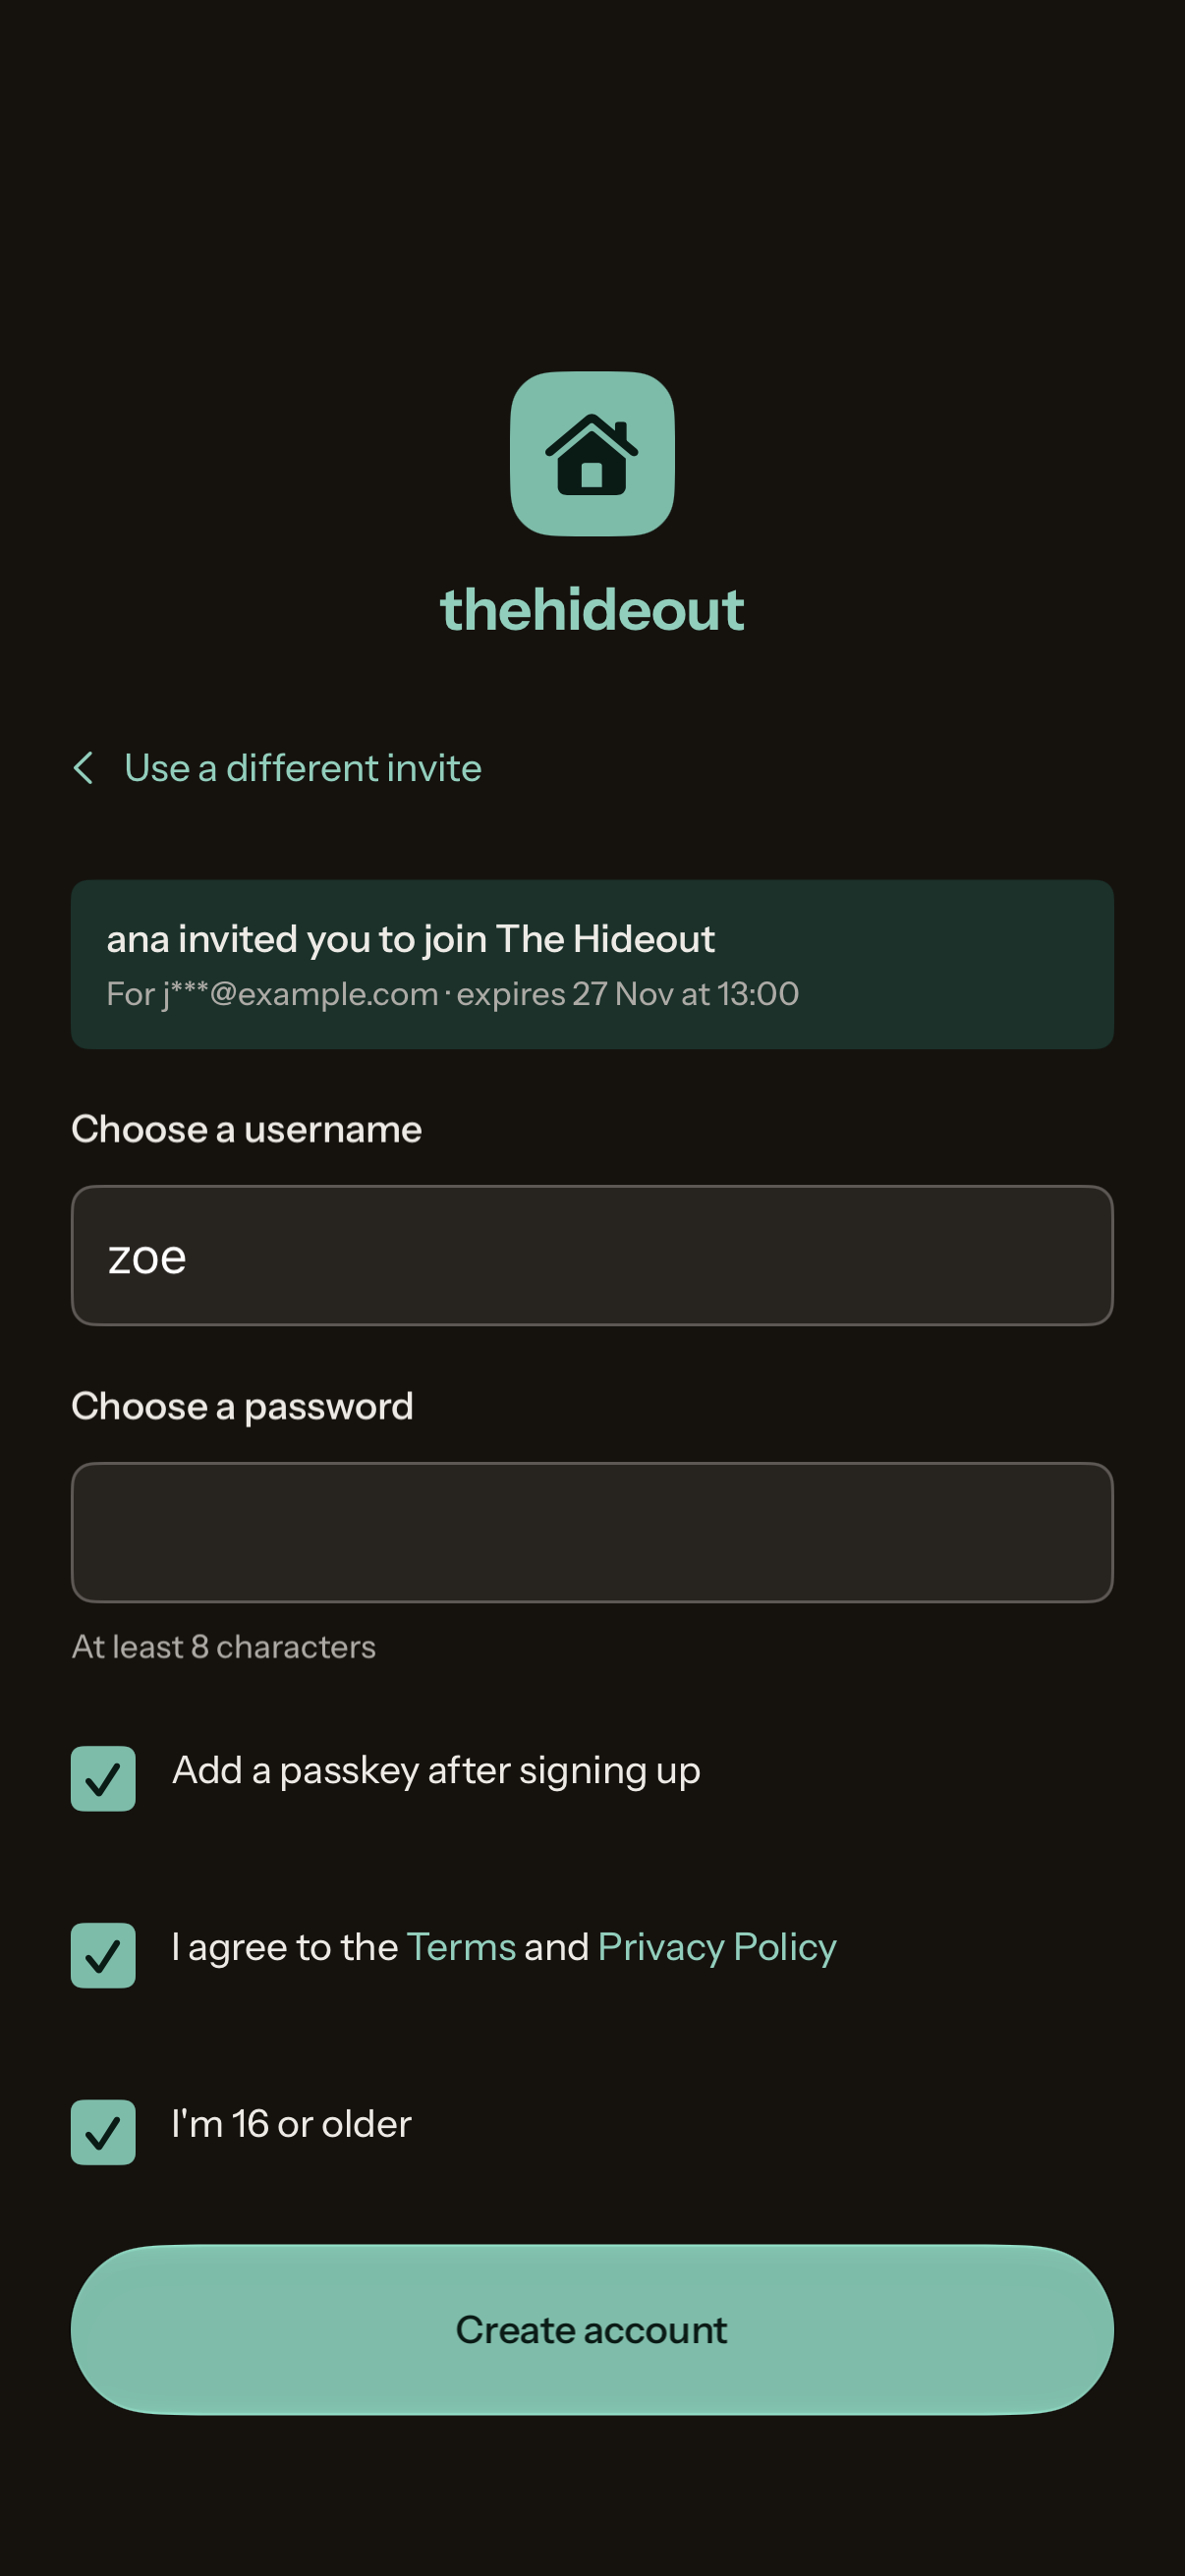 thehideout
Use a different invite
ana invited you to join The Hideout
For j***@example.com · expires 27 Nov at 13:00
Choose a username
zoe
Choose a password
At least 8 characters
Add a passkey after signing up
I agree to the Terms and Privacy Policy
I'm 16 or older
Create account